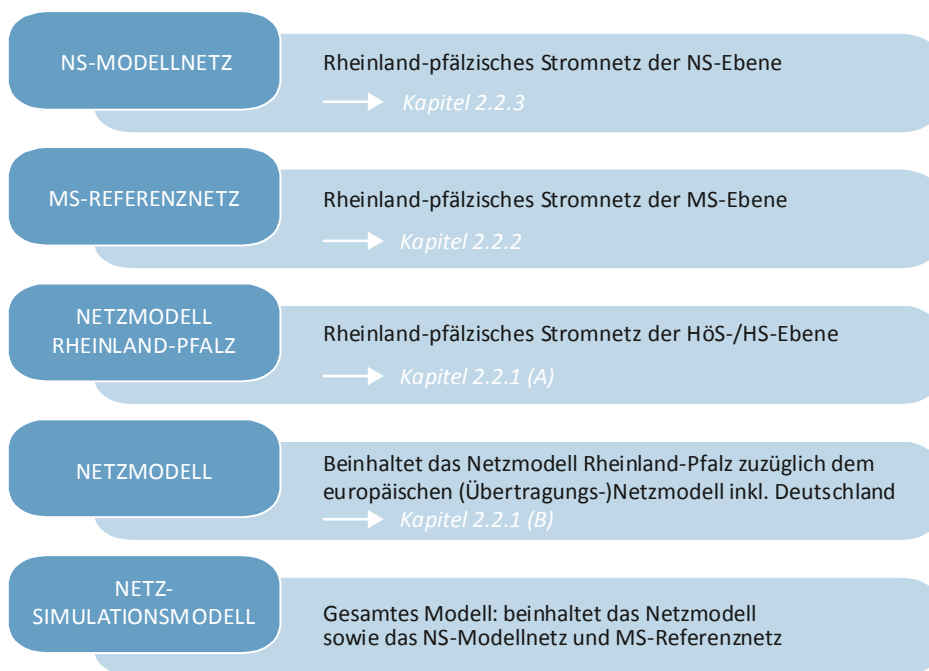 NS-MODELLNETZ
Rheinland-pfälzisches Stromnetz der NS-Ebene
Kapitel 2.2.3
MS-REFERENZNETZ
Rheinland-pfälzisches Stromnetz der MS-Ebene
Kapitel 2.2.2
NETZMODELL
RHEINLAND-PFALZ
Rheinland-pfälzisches Stromnetz der HöS-/HS-Ebene
Kapitel 2.2.1 (A)
NETZMODELL
Beinhaltet das Netzmodell Rheinland-Pfalz zuzüglich dem
europäischen (Übertragungs-)Netzmodell inkl. Deutschland
Kapitel 2.2.1 (B)
NETZ-
SIMULATIONSMODELL
Gesamtes Modell: beinhaltet das Netzmodell
sowie das NS-Modellnetz und MS-Referenznetz